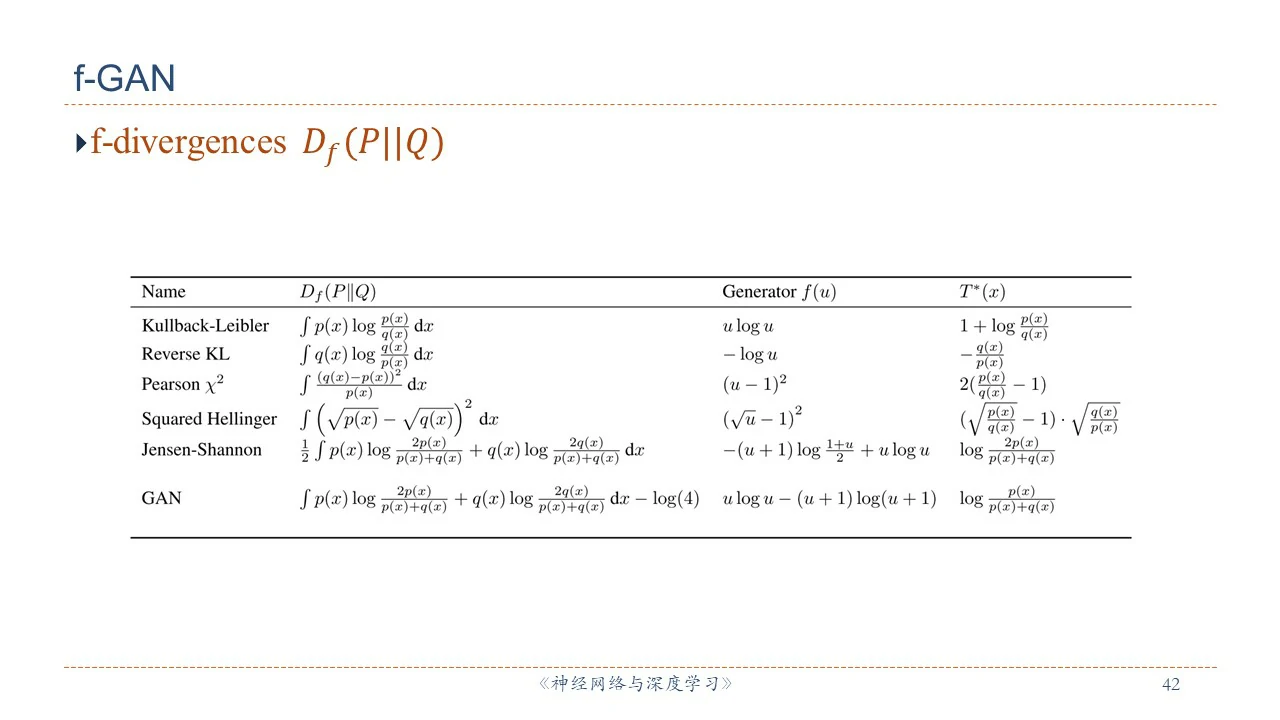 f-GAN
f-divergences $D_f(P||Q)$
Name $D_f(P\|Q)$ Generator $f(u)$ $T^*(x)$
Kullback-Leibler $\int p(x)\log\frac{p(x)}{q(x)}\,\mathrm{d}x$ $u\log u$ $1+\log\frac{p(x)}{q(x)}$
Reverse KL $\int q(x)\log\frac{q(x)}{p(x)}\,\mathrm{d}x$ $-\log u$ $-\frac{q(x)}{p(x)}$
Pearson $\chi^2$ $\int\frac{(q(x)-p(x))^2}{p(x)}\,\mathrm{d}x$ $(u-1)^2$ $2(\frac{p(x)}{q(x)}-1)$
Squared Hellinger $\int\left(\sqrt{p(x)}-\sqrt{q(x)}\right)^2\,\mathrm{d}x$ $(\sqrt{u}-1)^2$ $(\sqrt{\frac{p(x)}{q(x)}}-1)\cdot\sqrt{\frac{q(x)}{p(x)}}$
Jensen-Shannon $\frac{1}{2}\int p(x)\log\frac{2p(x)}{p(x)+q(x)}+q(x)\log\frac{2q(x)}{p(x)+q(x)}\,\mathrm{d}x$ $-(u+1)\log\frac{1+u}{2}+u\log u$ $\log\frac{2p(x)}{p(x)+q(x)}$
GAN $\int p(x)\log\frac{2p(x)}{p(x)+q(x)}+q(x)\log\frac{2q(x)}{p(x)+q(x)}\,\mathrm{d}x-\log(4)$ $u\log u-(u+1)\log(u+1)$ $\log\frac{p(x)}{p(x)+q(x)}$
《神经网络与深度学习》 42